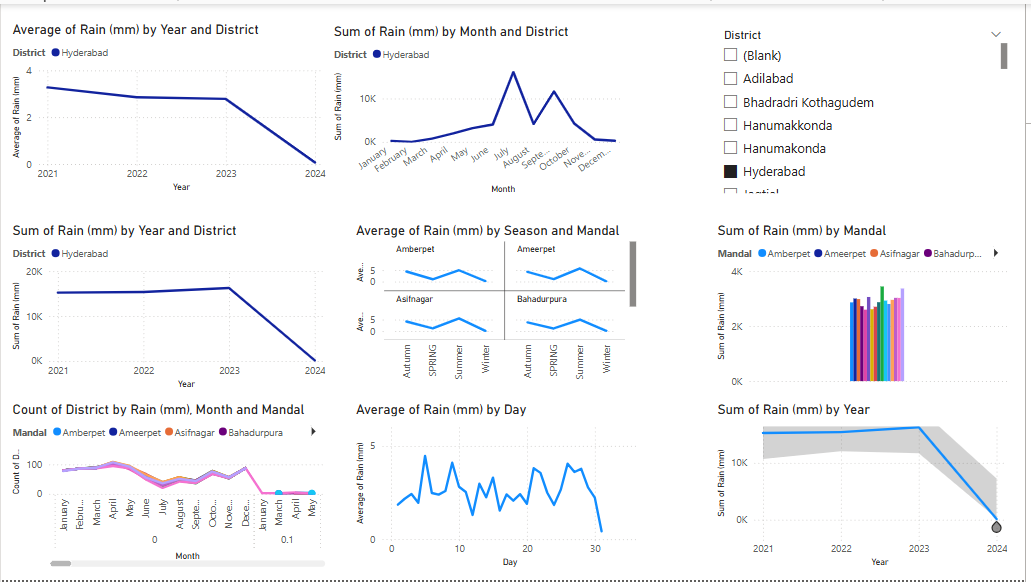 Average of Rain (mm) by Year and District
District Hyderabad
Average of Rain (mm)
4
2
0
2021 2022 2023 2024
Year
Sum of Rain (mm) by Month and District
District Hyderabad
Sum of Rain (mm)
10K
0K
January February March April May June July August Septe... October Nove... Decem...
Month
District
(Blank)
Adilabad
Bhadradri Kothagudem
Hanumakkonda
Hanumakonda
Hyderabad
Sum of Rain (mm) by Year and District
District Hyderabad
Sum of Rain (mm)
20K
10K
0K
2021 2022 2023 2024
Year
Average of Rain (mm) by Season and Mandal
Amberpet Ameerpet
Ave...
5
0
Asifnagar Bahadurpura
Ave...
5
0
Autumn SPRING Summer Winter Autumn SPRING Summer Winter
Sum of Rain (mm) by Mandal
Mandal Amberpet Ameerpet Asifnagar Bahadurp...
Sum of Rain (mm)
4K
2K
0K
Count of District by Rain (mm), Month and Mandal
Mandal Amberpet Ameerpet Asifnagar Bahadurpura
Count of D...
100
0
January Febru... March April May June July August Septe... Octo... Nove... Dece... January March April May
0 0.1
Month
Average of Rain (mm) by Day
Average of Rain (mm)
5
0
0 10 20 30
Day
Sum of Rain (mm) by Year
Sum of Rain (mm)
10K
0K
2021 2022 2023 2024
Year